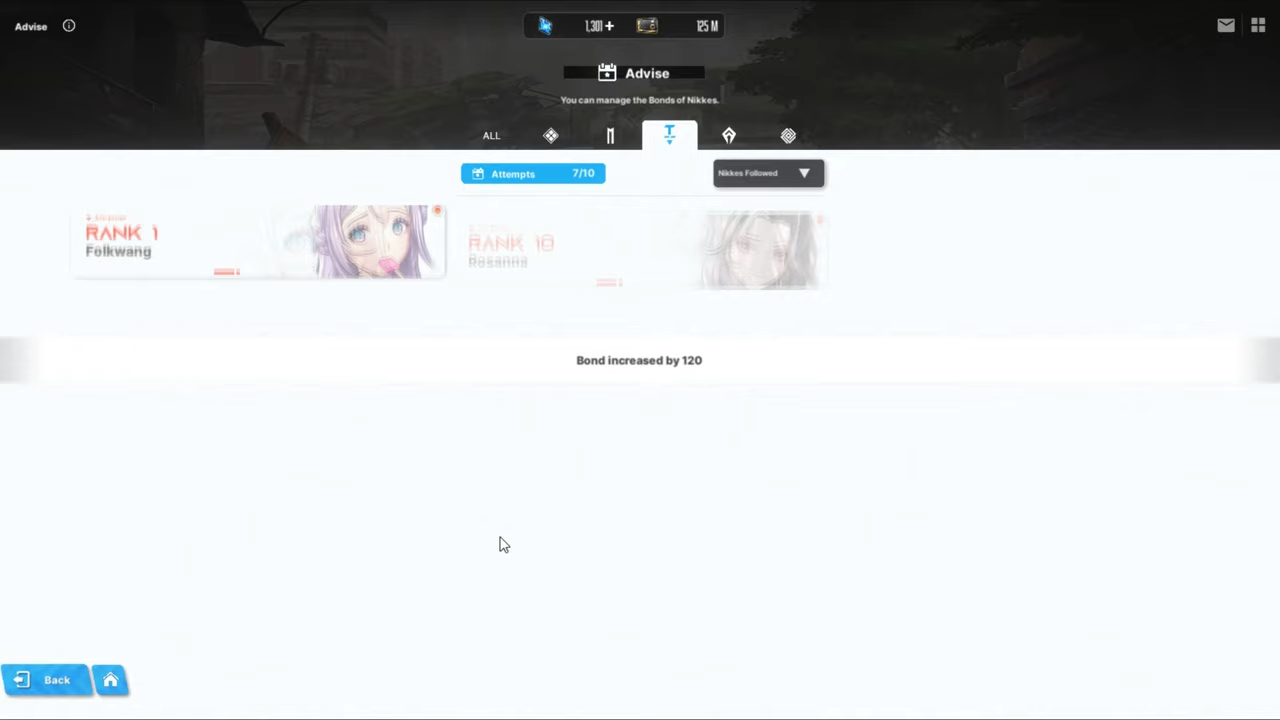 Advise
1,301 +
125 M
Advise
You can manage the Bonds of Nikkes.
ALL
T
Attempts 7/10
Nikkes Followed
RANK 1
Folkwang
RANK 10
Rosanna
Bond increased by 120
Back